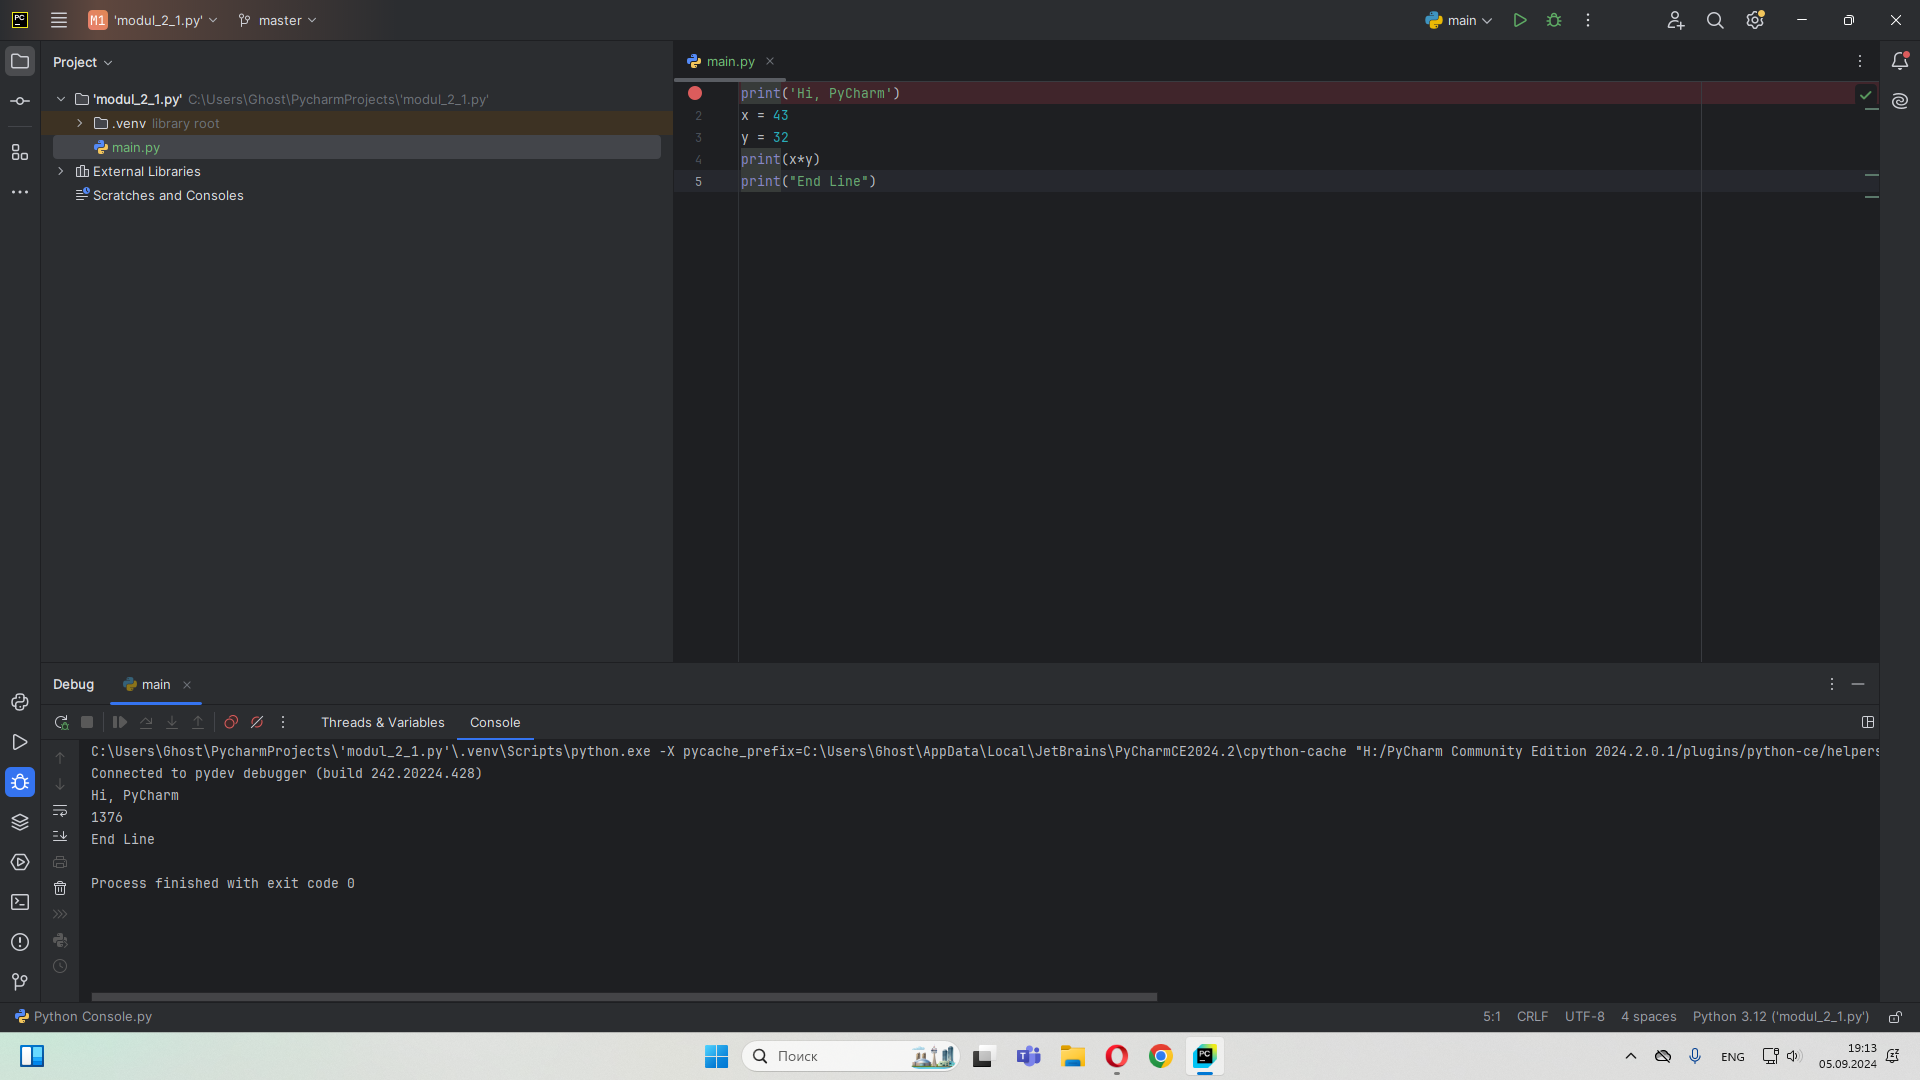 PC
M1 'modul_2_1.py' master main
Project
main.py
'modul_2_1.py' C:\Users\Ghost\PycharmProjects\'modul_2_1.py'
.venv library root
main.py
External Libraries
Scratches and Consoles
print('Hi, PyCharm')
2 x = 43
3 y = 32
4 print(x*y)
5 print("End Line")
Debug main
Threads & Variables Console
C:\Users\Ghost\PycharmProjects\'modul_2_1.py'\.venv\Scripts\python.exe -X pycache_prefix=C:\Users\Ghost\AppData\Local\JetBrains\PyCharmCE2024.2\cpython-cache "H:/PyCharm Community Edition 2024.2.0.1/plugins/python-ce/helpers
Connected to pydev debugger (build 242.20224.428)
Hi, PyCharm
1376
End Line
Process finished with exit code 0
Python Console.py
5:1 CRLF UTF-8 4 spaces Python 3.12 ('modul_2_1.py')
Поиск
PC
ENG
19:13
05.09.2024